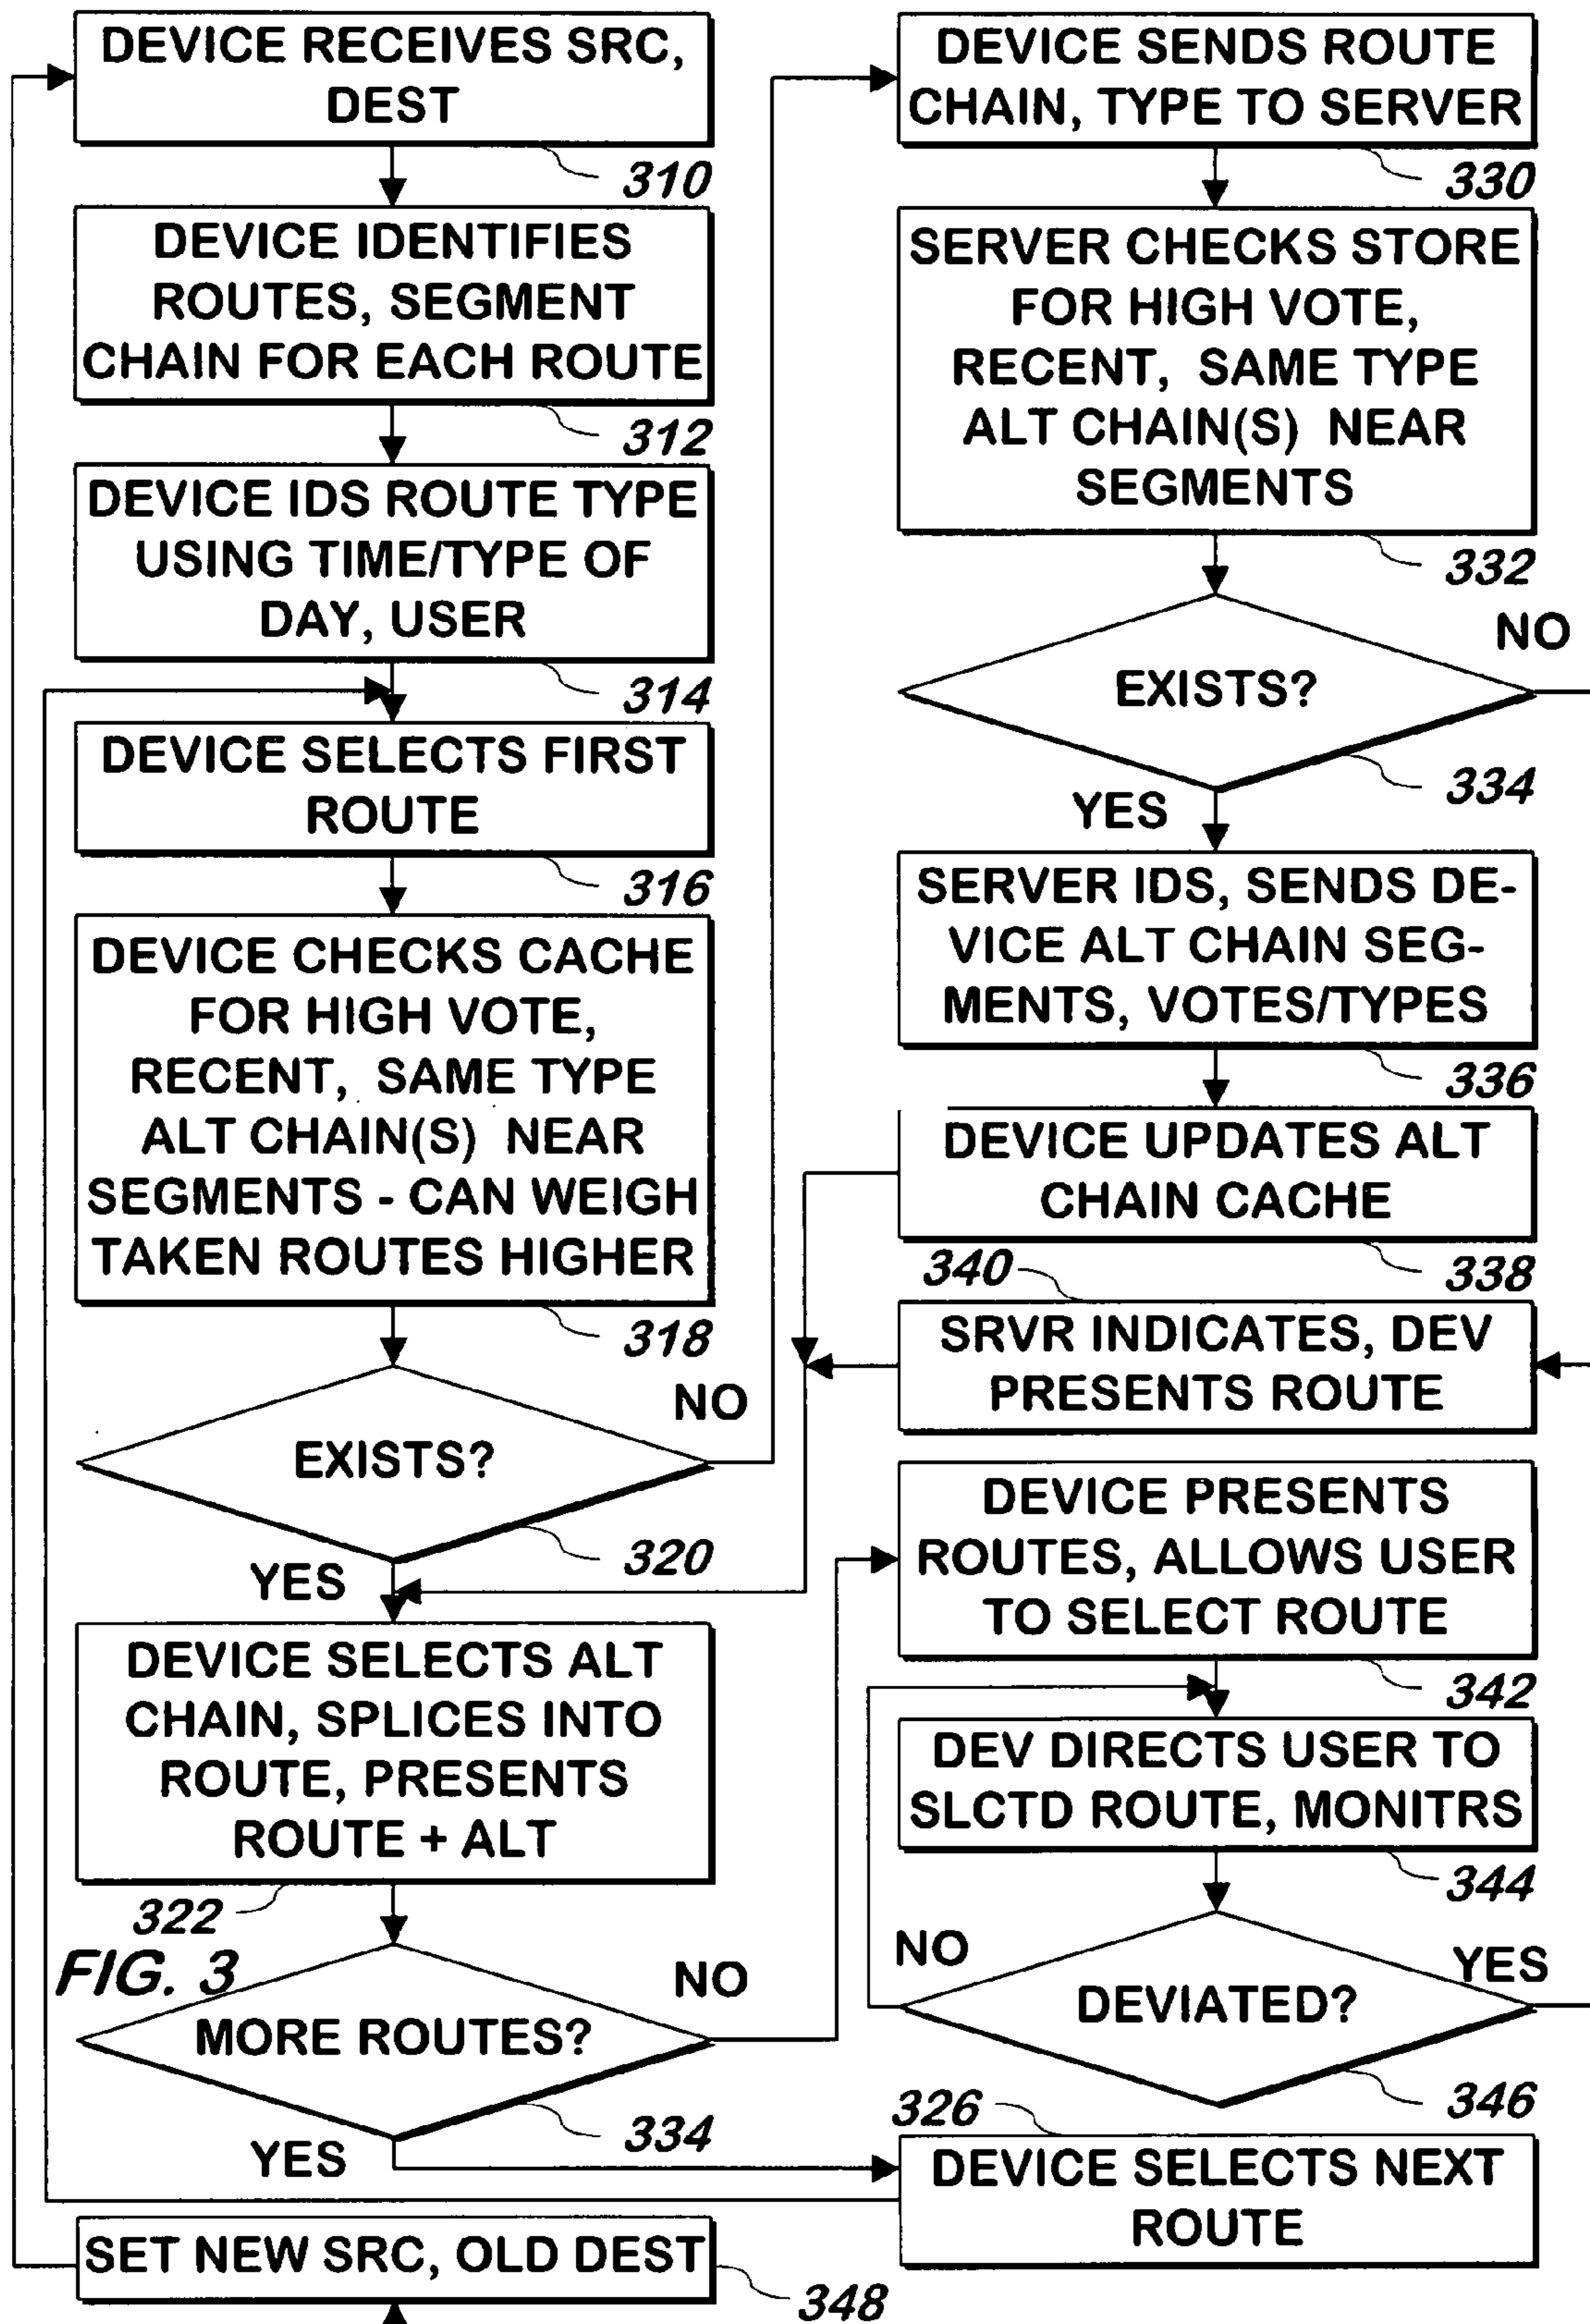 DEVICE RECEIVES SRC,
DEST
310
DEVICE IDENTIFIES
ROUTES, SEGMENT
CHAIN FOR EACH ROUTE
312
DEVICE IDS ROUTE TYPE
USING TIME/TYPE OF
DAY, USER
314
DEVICE SELECTS FIRST
ROUTE
316
DEVICE CHECKS CACHE
FOR HIGH VOTE,
RECENT, SAME TYPE
ALT CHAIN(S) NEAR
SEGMENTS - CAN WEIGH
TAKEN ROUTES HIGHER
318
NO
EXISTS?
320
YES
DEVICE SELECTS ALT
CHAIN, SPLICES INTO
ROUTE, PRESENTS
ROUTE + ALT
322
FIG. 3
NO
MORE ROUTES?
334
YES
SET NEW SRC, OLD DEST
348
DEVICE SENDS ROUTE
CHAIN, TYPE TO SERVER
330
SERVER CHECKS STORE
FOR HIGH VOTE,
RECENT, SAME TYPE
ALT CHAIN(S) NEAR
SEGMENTS
332
NO
EXISTS?
334
YES
SERVER IDS, SENDS DE-
VICE ALT CHAIN SEG-
MENTS, VOTES/TYPES
336
DEVICE UPDATES ALT
CHAIN CACHE
338
340
SRVR INDICATES, DEV
PRESENTS ROUTE
DEVICE PRESENTS
ROUTES, ALLOWS USER
TO SELECT ROUTE
342
DEV DIRECTS USER TO
SLCTD ROUTE, MONITRS
344
NO
YES
DEVIATED?
346
326
DEVICE SELECTS NEXT
ROUTE